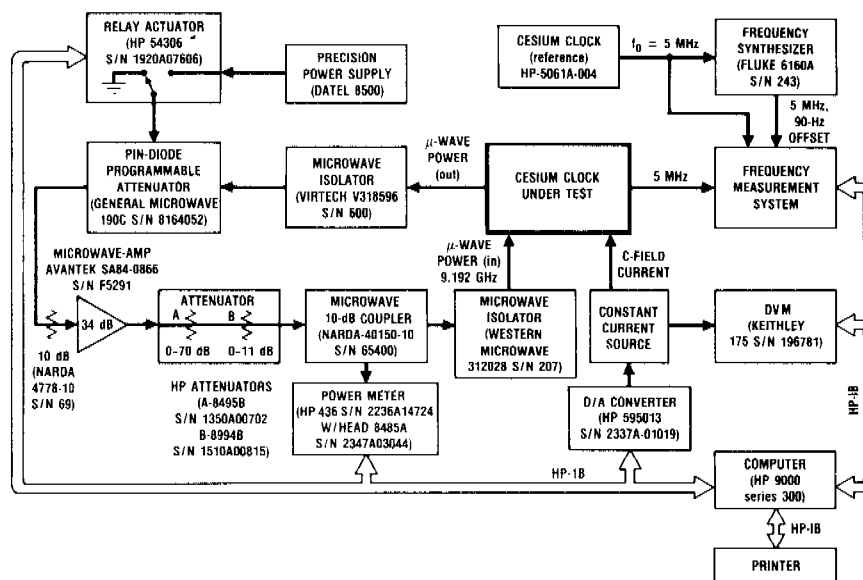 RELAY ACTUATOR
(HP 54306
S/N 1920A07606)
PRECISION
POWER SUPPLY
(DATEL 8500)
CESIUM CLOCK
(reference)
HP-5061A-004
f₀ = 5 MHz
FREQUENCY
SYNTHESIZER
(FLUKE 6160A
S/N 243)
5 MHz,
90-Hz
OFFSET
PIN-DIODE
PROGRAMMABLE
ATTENUATOR
(GENERAL MICROWAVE
190C S/N 8164052)
MICROWAVE
ISOLATOR
(VIRTECH V318596
S/N 600)
μ-WAVE
POWER
(out)
CESIUM CLOCK
UNDER TEST
5 MHz
FREQUENCY
MEASUREMENT
SYSTEM
MICROWAVE-AMP
AVANTEK SA84-0866
S/N F5291
34 dB
10 dB
(NARDA
4778-10
S/N 69)
ATTENUATOR
A B
0-70 dB 0-11 dB
HP ATTENUATORS
(A-8495B
S/N 1350A00702
B-8994B
S/N 1510A00815)
MICROWAVE
10-dB COUPLER
(NARDA-40150-10
S/N 65400)
POWER METER
(HP 436 S/N 2236A14724
W/HEAD 8485A
S/N 2347A03044)
μ-WAVE
POWER (in)
9.192 GHz
MICROWAVE
ISOLATOR
(WESTERN
MICROWAVE
312028 S/N 207)
C-FIELD
CURRENT
CONSTANT
CURRENT
SOURCE
DVM
(KEITHLEY
175 S/N 196781)
D/A CONVERTER
(HP 595013
S/N 2337A-01019)
HP-IB
HP-1B
COMPUTER
(HP 9000
series 300)
HP-IB
PRINTER